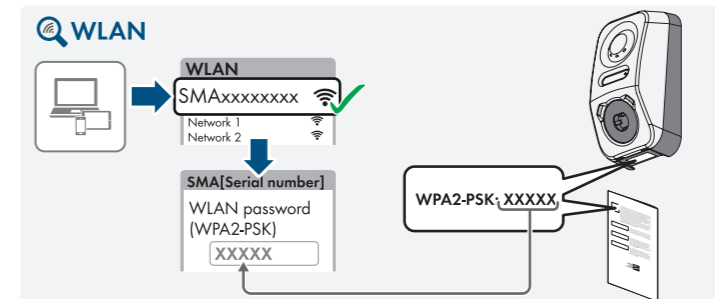 WLAN
WLAN
SMAxxxxxxxx
Network 1
Network 2
SMA[Serial number]
WLAN password
(WPA2-PSK)
XXXXX
WPA2-PSK: XXXXX